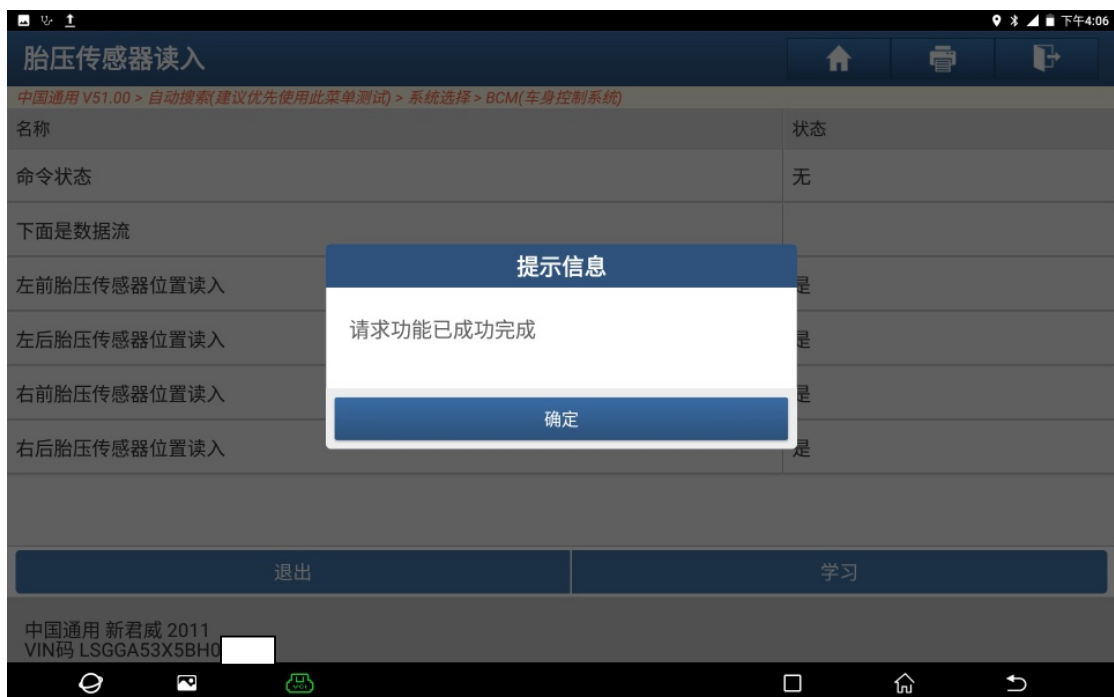 下午4:06
胎压传感器读入
中国通用 V51.00 > 自动搜索(建议优先使用此菜单测试) > 系统选择 > BCM(车身控制系统)
名称 状态
命令状态 无
下面是数据流
提示信息
左前胎压传感器位置读入 是
请求功能已成功完成
左后胎压传感器位置读入 是
右前胎压传感器位置读入 是
确定
右后胎压传感器位置读入 是
退出 学习
中国通用 新君威 2011
VIN码 LSGGA53X5BH0
VCI